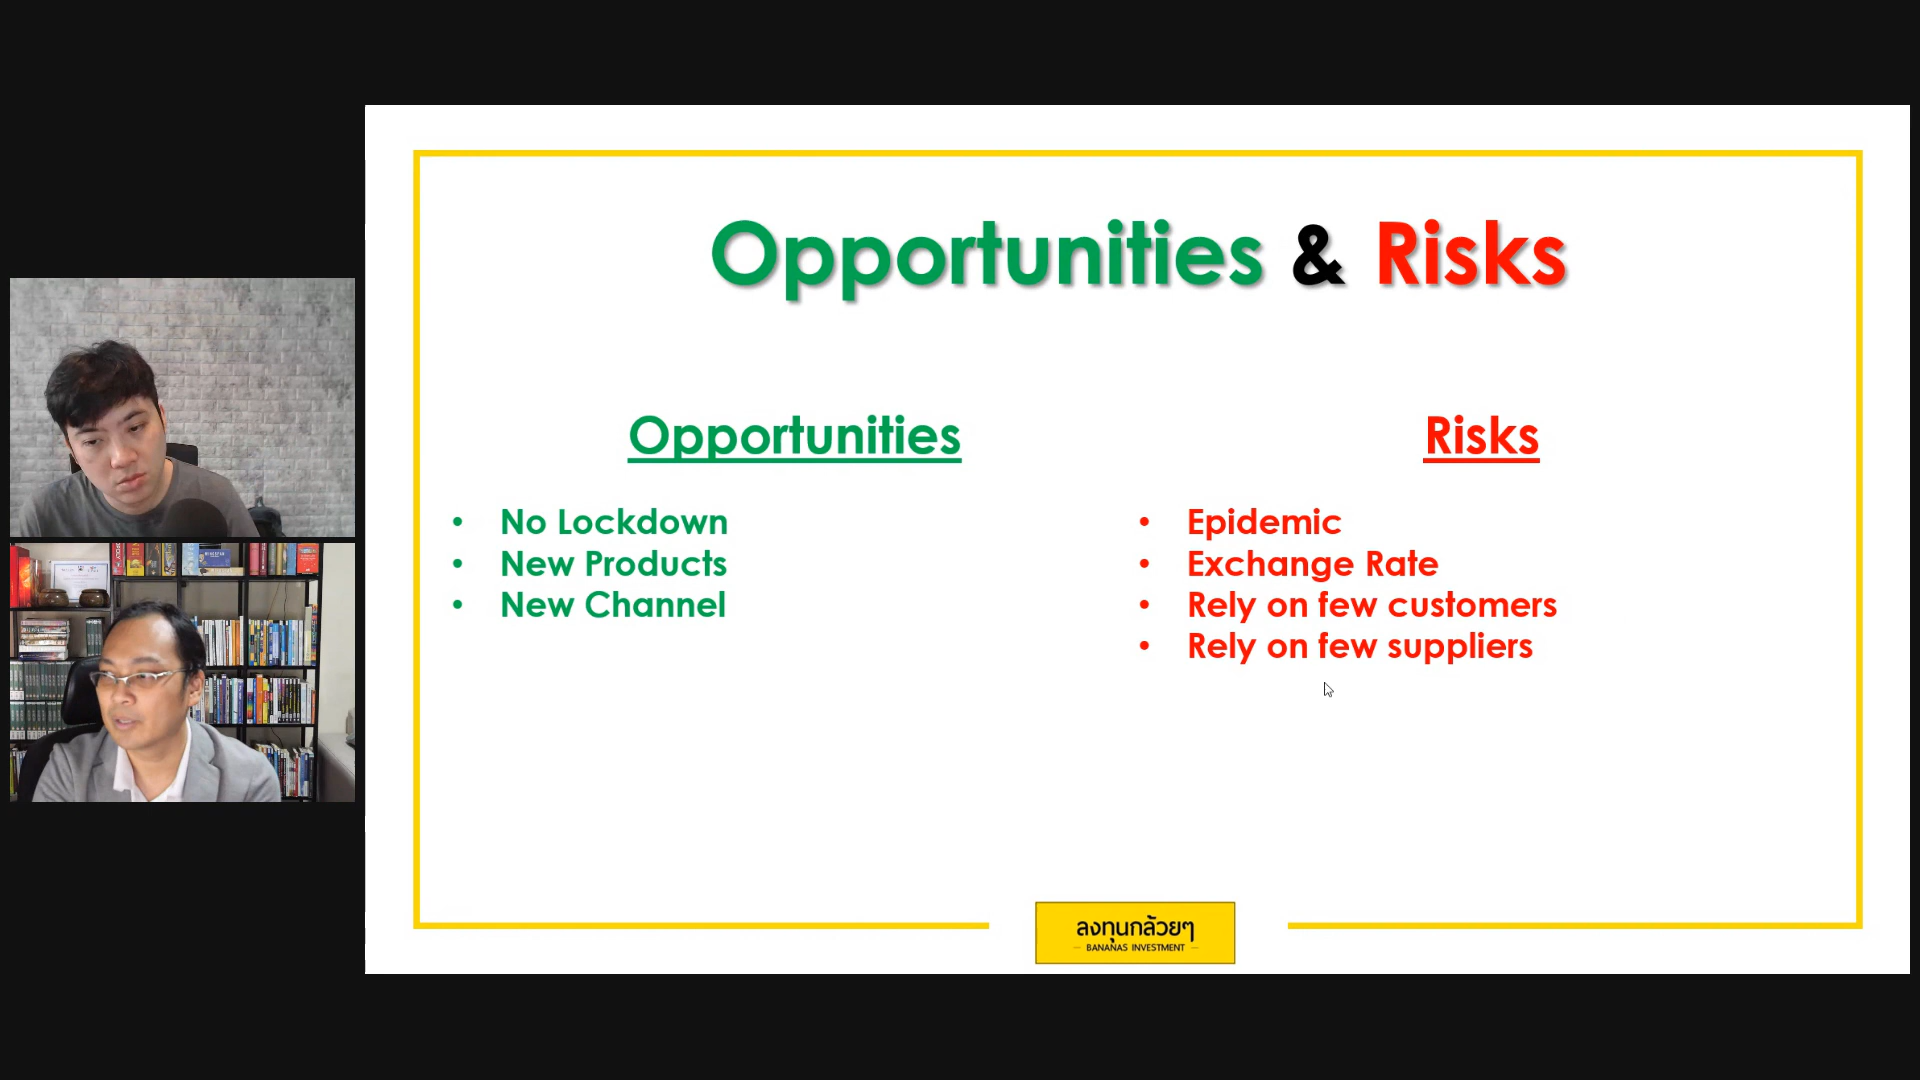 Opportunities & Risks
Opportunities
• No Lockdown
• New Products
• New Channel
Risks
• Epidemic
• Exchange Rate
• Rely on few customers
• Rely on few suppliers
ลงทุนกล้วยๆ
BANANAS INVESTMENT